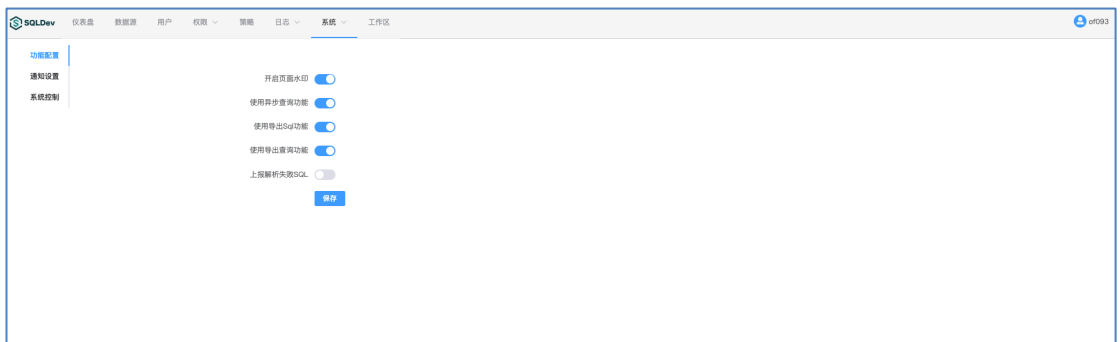 SQLDev 仪表盘 数据源 用户 权限 策略 日志 系统 工作区 of093
功能配置
通知设置
系统控制
开启页面水印
使用异步查询功能
使用导出Sql功能
使用导出查询功能
上报解析失败SQL
保存